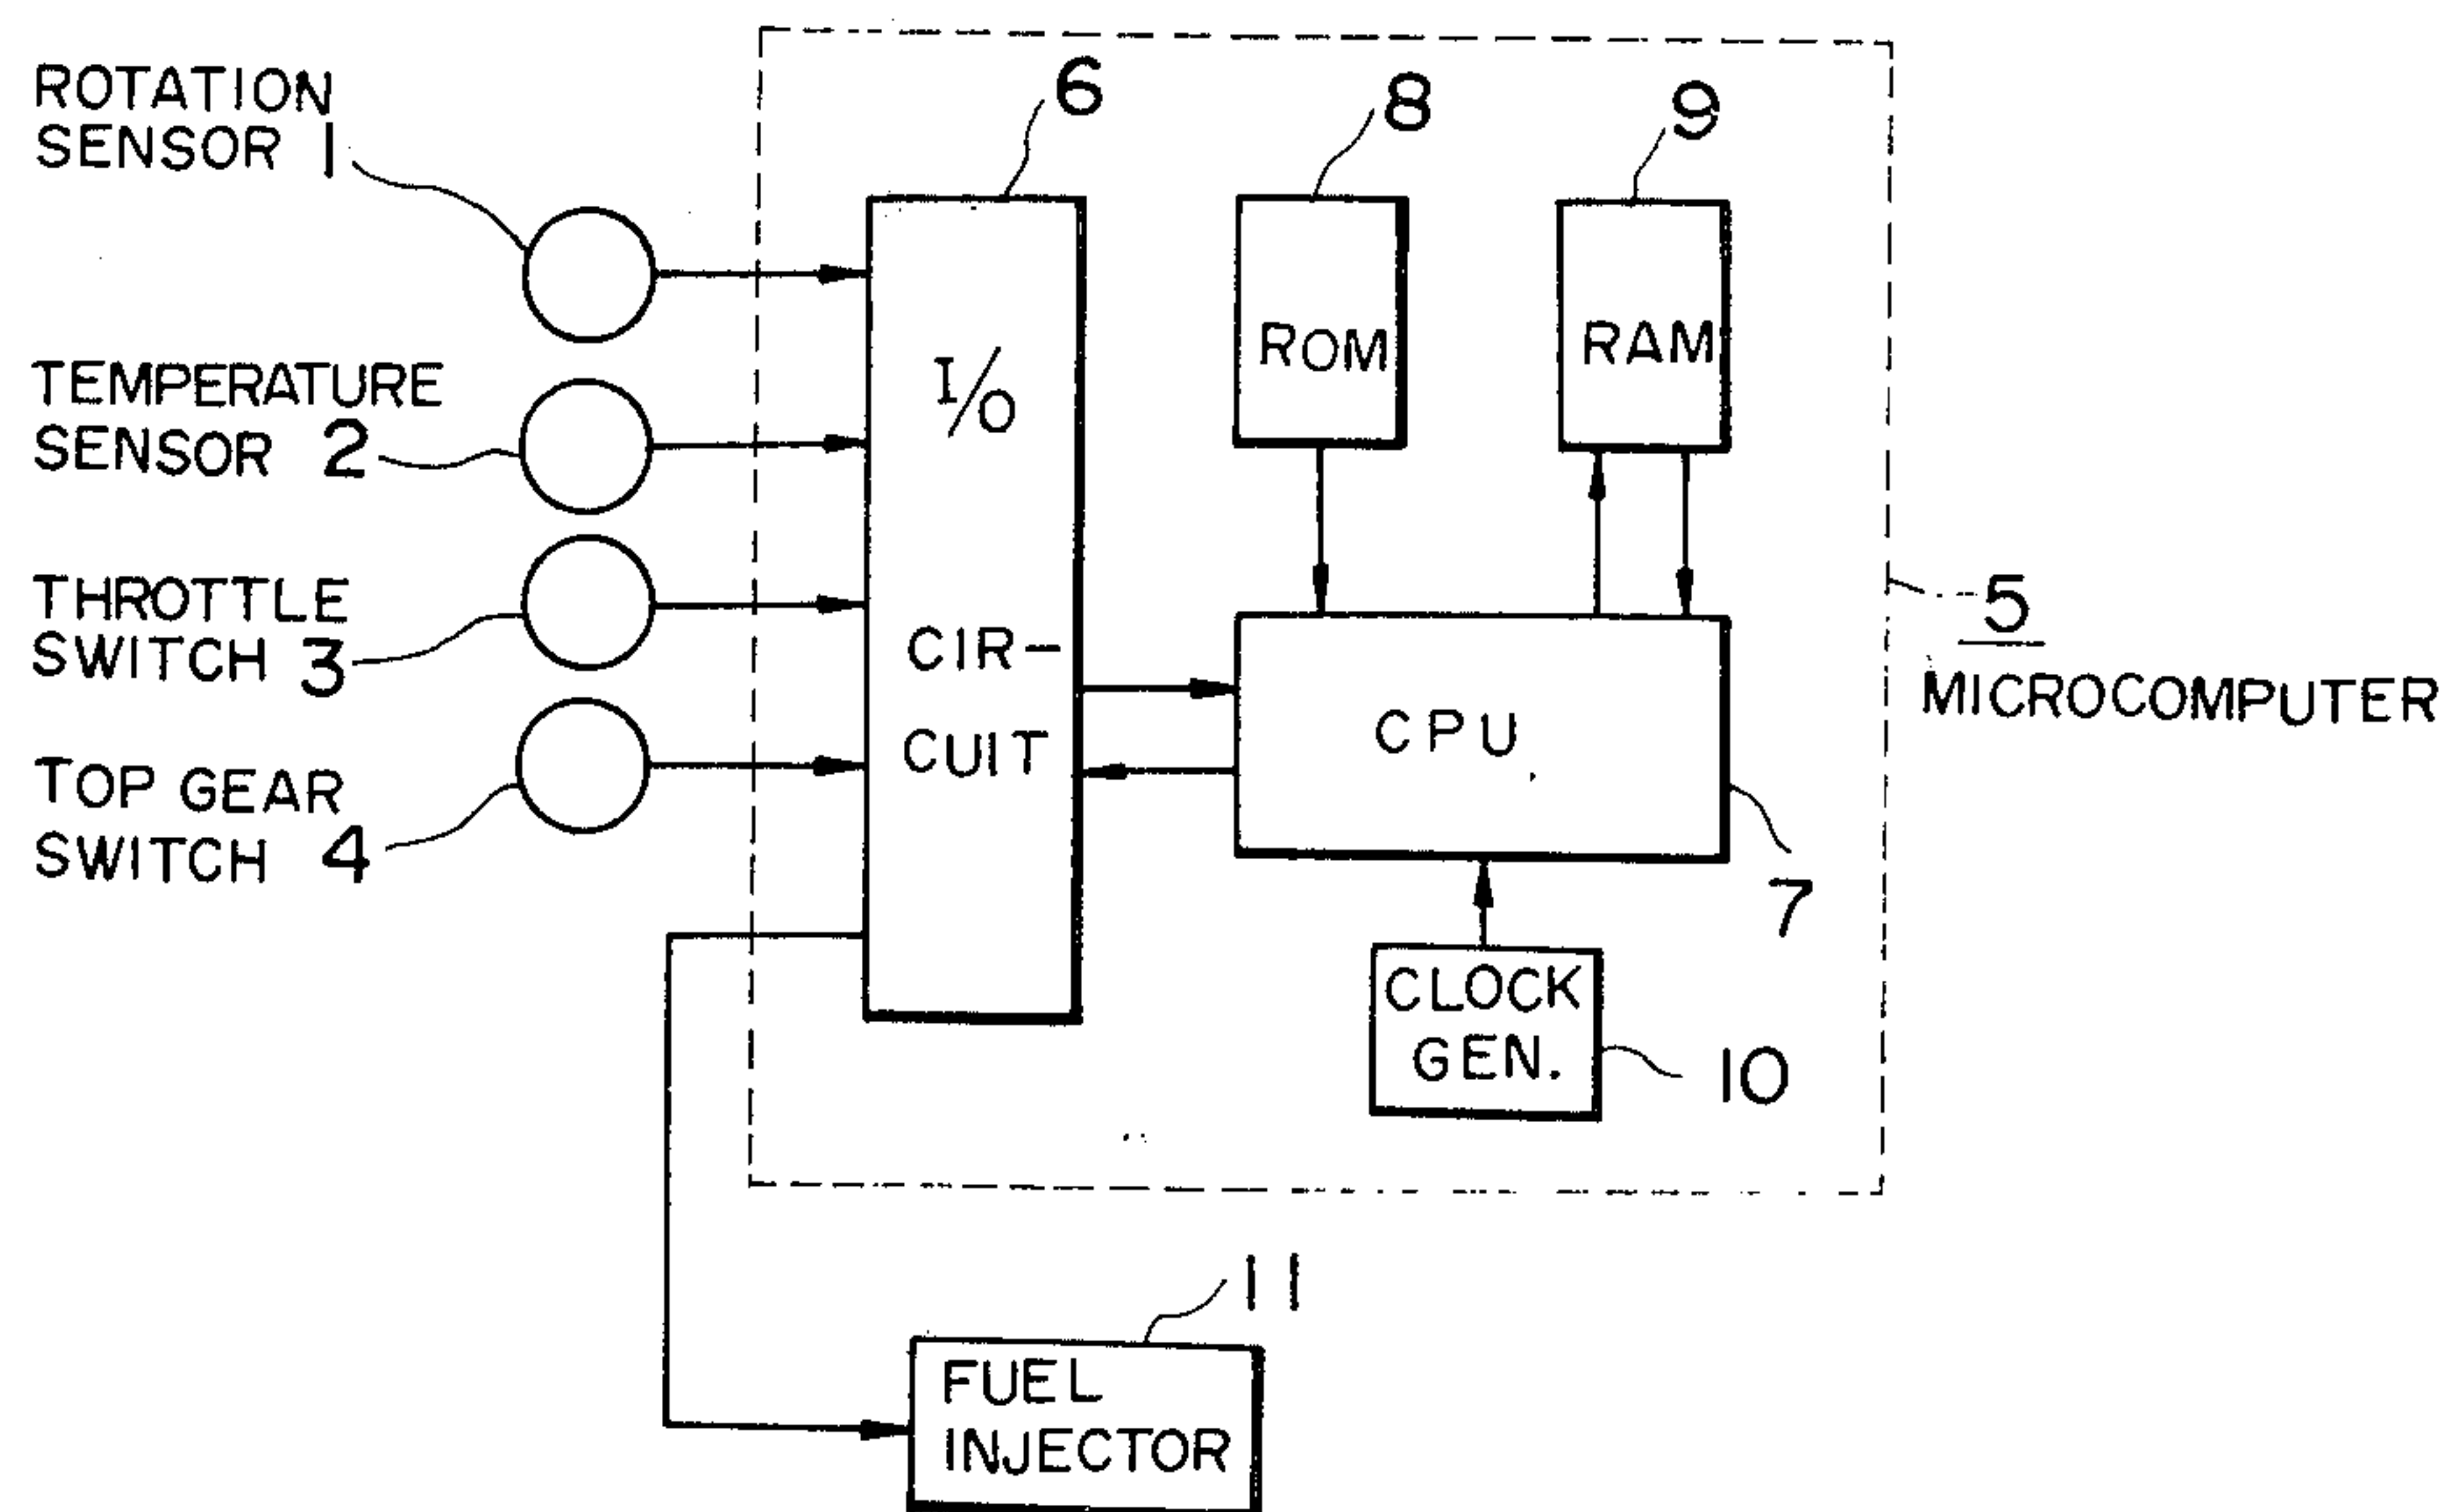 ROTATION
SENSOR 1
TEMPERATURE
SENSOR 2
THROTTLE
SWITCH 3
TOP GEAR
SWITCH 4
6
I/O
CIR-
CUIT
8
ROM
9
RAM
CPU
7
CLOCK
GEN.
10
5
MICROCOMPUTER
11
FUEL
INJECTOR